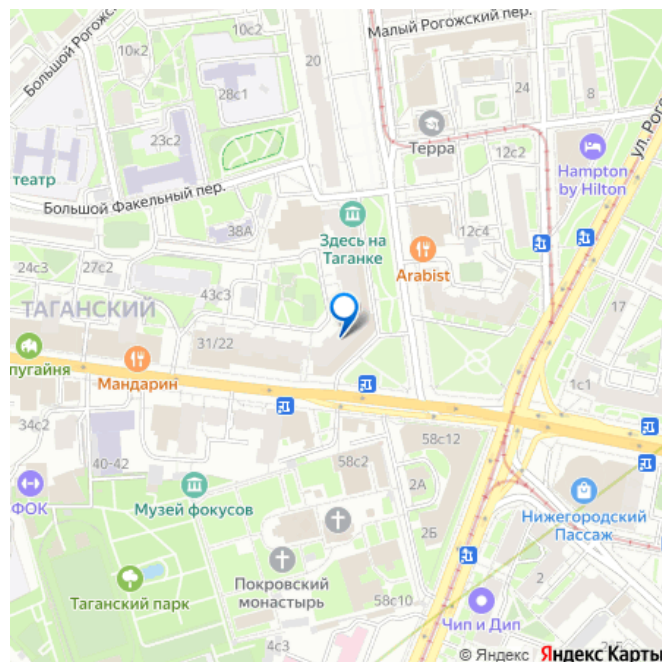 10с2
Малый Рогожский пер.
Большой Рогож
10к2
20
28с1
24
8
Терра
23с2
12с2
ул. Рого
Hampton
by Hilton
театр
Большой Факельный пер.
38А
Здесь на
Таганке
12с4
Arabist
24с3
27с2
43с3
ТАГАНСКИЙ
17
31/22
пугайня
Мандарин
1с1
34с2
58с12
40-42
58с2
2А
ФОК
Музей фокусов
Нижегородский
Пассаж
2Б
Покровский
монастырь
2
Таганский парк
58с10
Чип и Дип
4с3
2с5
© Яндекс Яндекс Карты